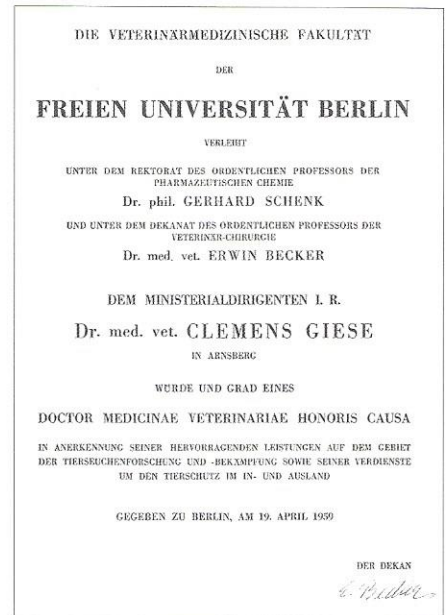 DIE VETERINÄRMEDIZINISCHE FAKULTÄT
DER
FREIEN UNIVERSITÄT BERLIN
VERLEIHT
UNTER DEM REKTORAT DES ORDENTLICHEN PROFESSORS DER
PHARMAZEUTISCHEN CHEMIE
Dr. phil. GERHARD SCHENK
UND UNTER DEM DEKANAT DES ORDENTLICHEN PROFESSORS DER
VETERINÄR-CHIRURGIE
Dr. med. vet. ERWIN BECKER
DEM MINISTERIALDIRIGENTEN I. R.
Dr. med. vet. CLEMENS GIESE
IN ARNSBERG
WÜRDE UND GRAD EINES
DOCTOR MEDICINAE VETERINARIAE HONORIS CAUSA
IN ANERKENNUNG SEINER HERVORRAGENDEN LEISTUNGEN AUF DEM GEBIET
DER TIERSEUCHENFORSCHUNG UND -BEKÄMPFUNG SOWIE SEINER VERDIENSTE
UM DEN TIERSCHUTZ IM IN- UND AUSLAND
GEGEBEN ZU BERLIN, AM 19. APRIL 1959
DER DEKAN
E. Becker